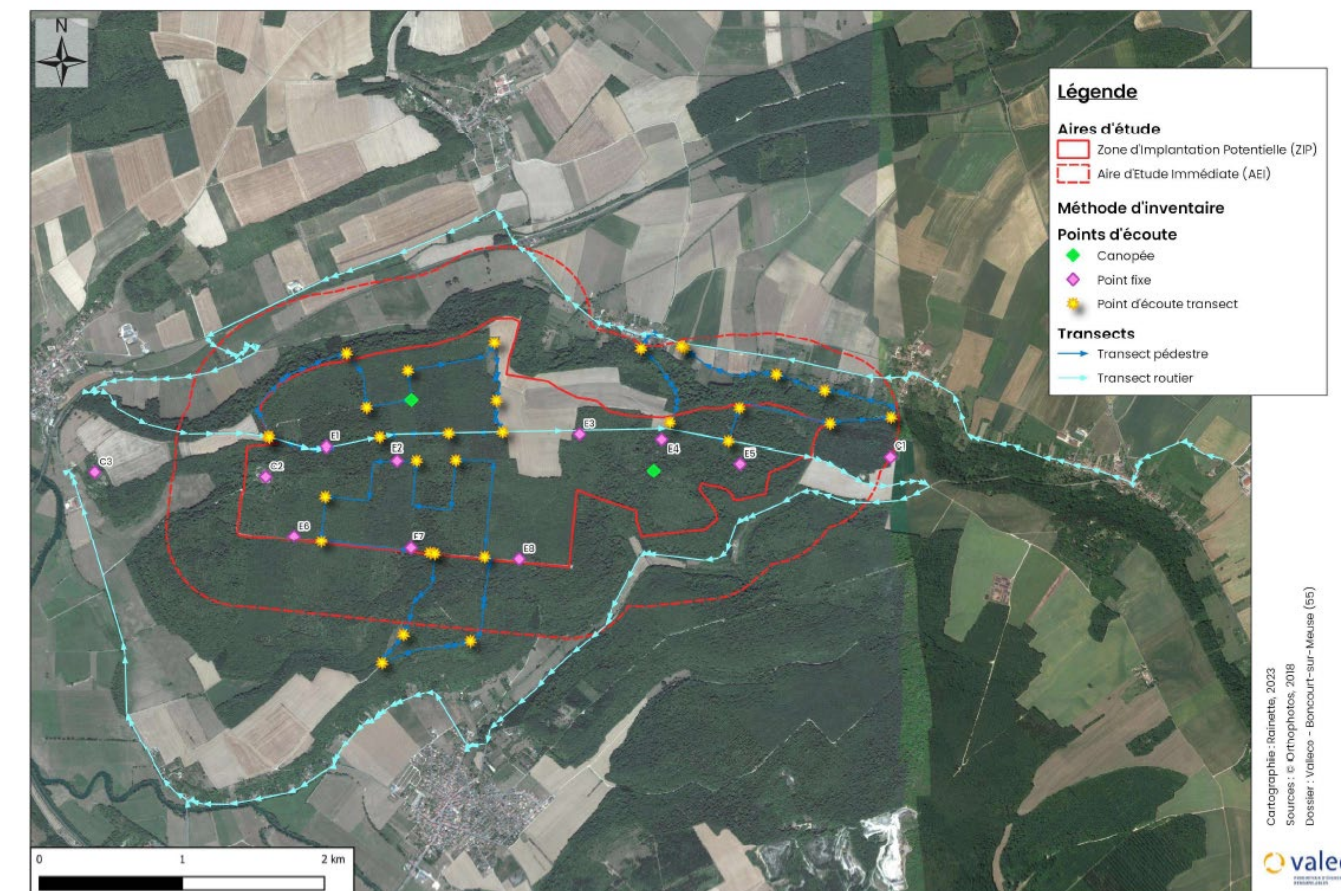 N
Légende
Aires d'étude
Zone d'Implantation Potentielle (ZIP)
Aire d'Etude Immédiate (AEI)
Méthode d'inventaire
Points d'écoute
Canopée
Point fixe
Point d'écoute transect
Transects
Transect pédestre
Transect routier
E1
E2
E3
E4
E5
C1
C2
C3
E6
E7
E8
0 1 2 km
Cartographie : Rainette, 2023
Sources : © Orthophotos, 2018
Dossier : Valeco - Boncourt-sur-Meuse (55)
valec